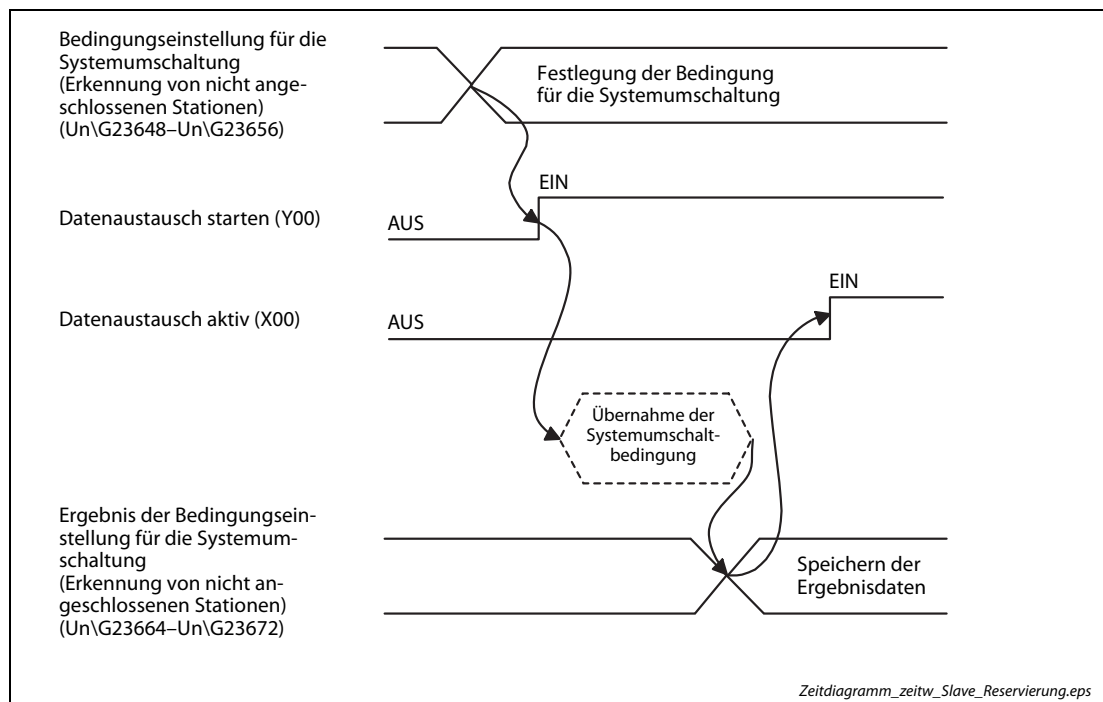 Bedingungseinstellung für die
Systemumschaltung
(Erkennung von nicht ange-
schlossenen Stationen)
(Un\G23648–Un\G23656)
Festlegung der Bedingung
für die Systemumschaltung
EIN
Datenaustausch starten (Y00)
AUS
EIN
Datenaustausch aktiv (X00)
AUS
Übernahme der
Systemumschalt-
bedingung
Ergebnis der Bedingungsein-
stellung für die Systemum-
schaltung
(Erkennung von nicht an-
geschlossenen Stationen)
(Un\G23664–Un\G23672)
Speichern der
Ergebnisdaten
Zeitdiagramm_zeitw_Slave_Reservierung.eps